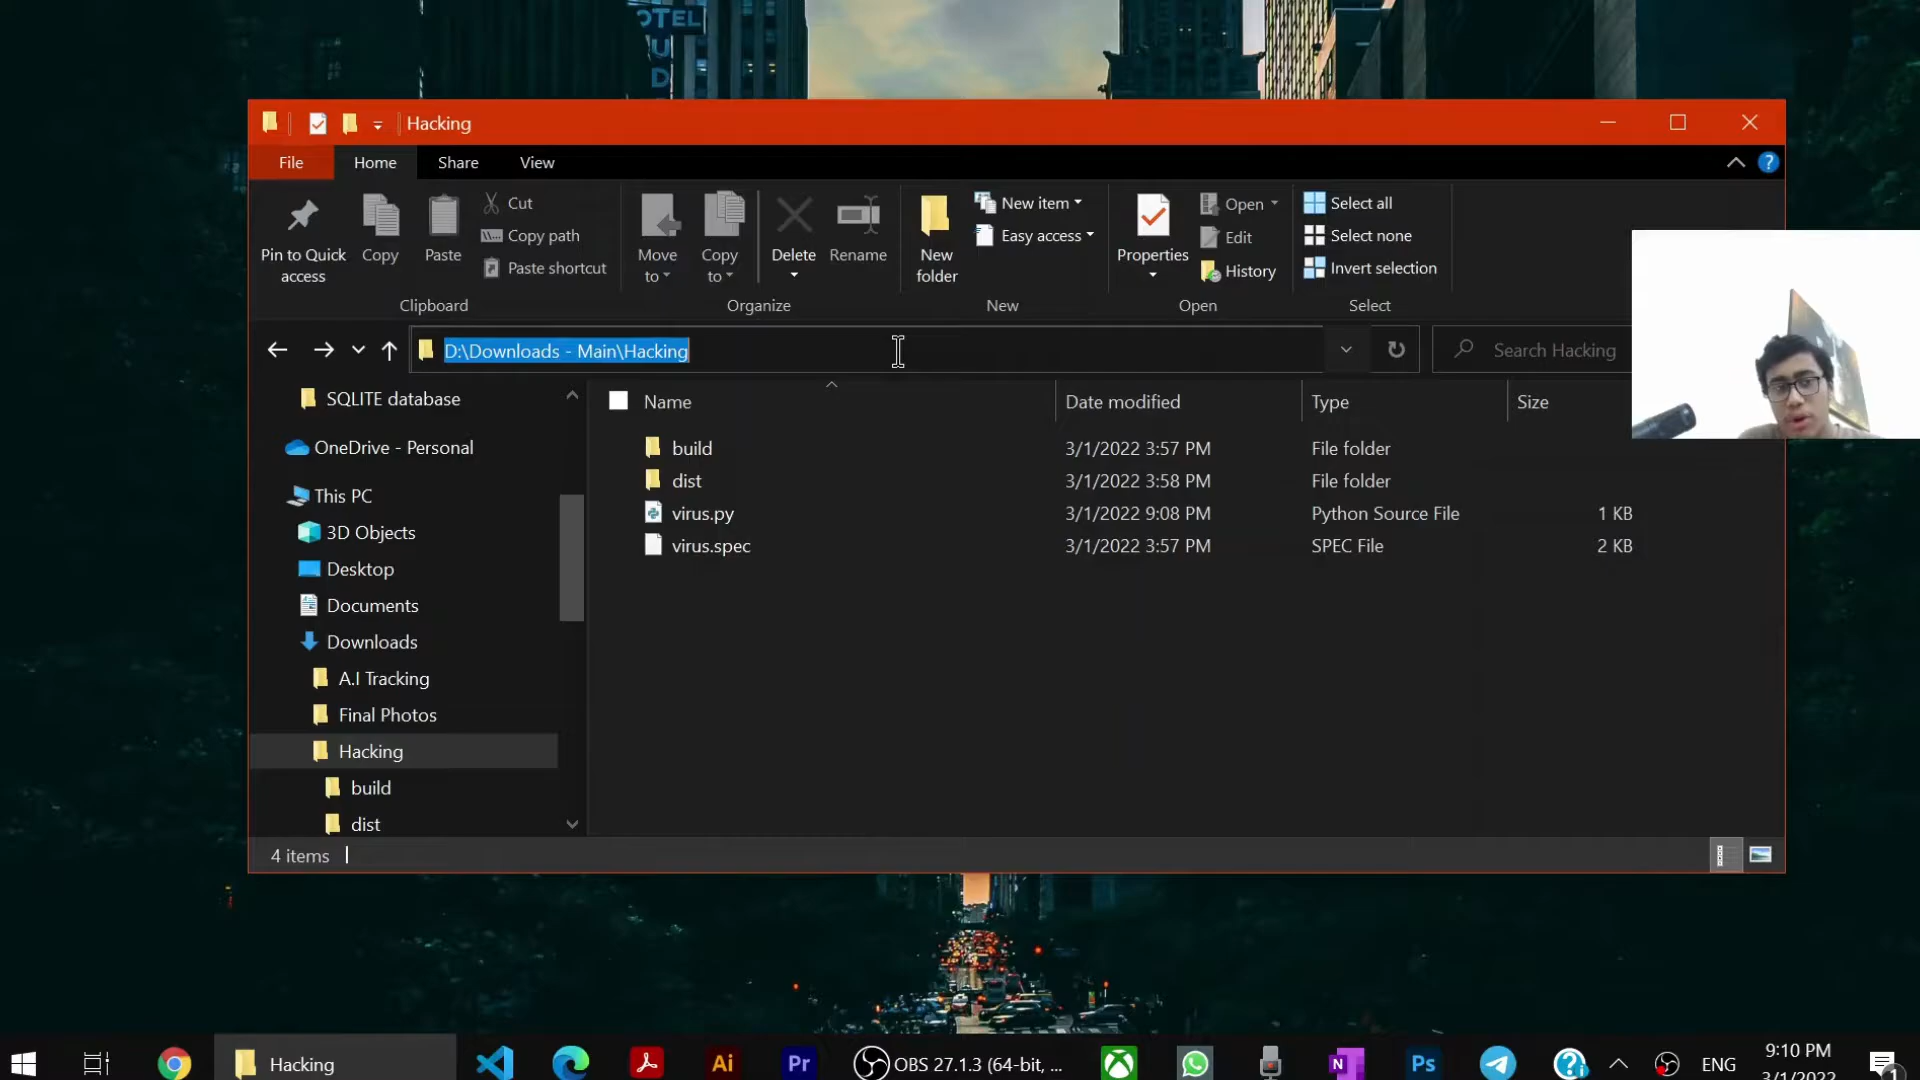 OTEL
U
D
Hacking
File
Home
Share
View
Pin to Quick
access
Copy
Paste
Cut
Copy path
Paste shortcut
Clipboard
Move
to
Copy
to
Delete
Rename
Organize
New
folder
New item
Easy access
New
Properties
Open
Edit
History
Open
Select all
Select none
Invert selection
Select
D:\Downloads - Main\Hacking
Search Hacking
Name
Date modified
Type
Size
build
3/1/2022 3:57 PM
File folder
dist
3/1/2022 3:58 PM
File folder
virus.py
3/1/2022 9:08 PM
Python Source File
1 KB
virus.spec
3/1/2022 3:57 PM
SPEC File
2 KB
SQLITE database
OneDrive - Personal
This PC
3D Objects
Desktop
Documents
Downloads
A.I Tracking
Final Photos
Hacking
build
dist
4 items
Hacking
Ai
Pr
OBS 27.1.3 (64-bit, ...
N
Ps
ENG
9:10 PM
3/1/2022
1